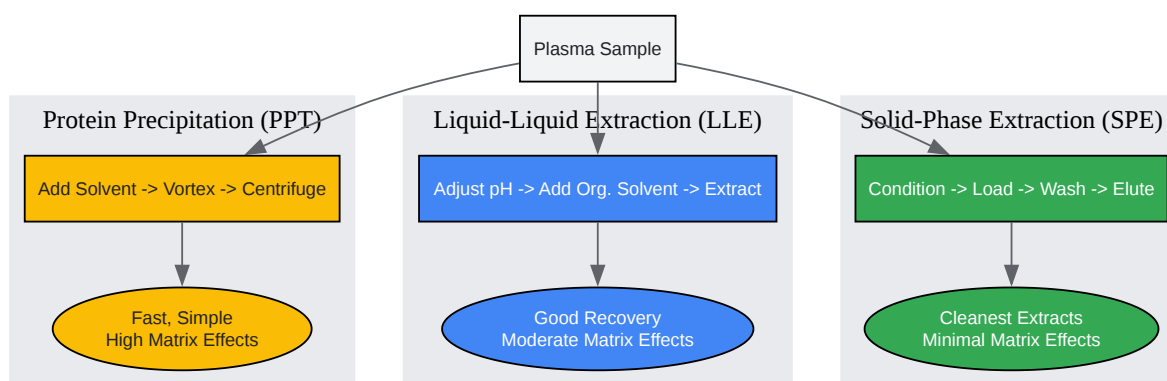 Plasma Sample
Protein Precipitation (PPT)
Liquid-Liquid Extraction (LLE)
Solid-Phase Extraction (SPE)
Add Solvent -> Vortex -> Centrifuge
Adjust pH -> Add Org. Solvent -> Extract
Condition -> Load -> Wash -> Elute
Fast, Simple
High Matrix Effects
Good Recovery
Moderate Matrix Effects
Cleanest Extracts
Minimal Matrix Effects